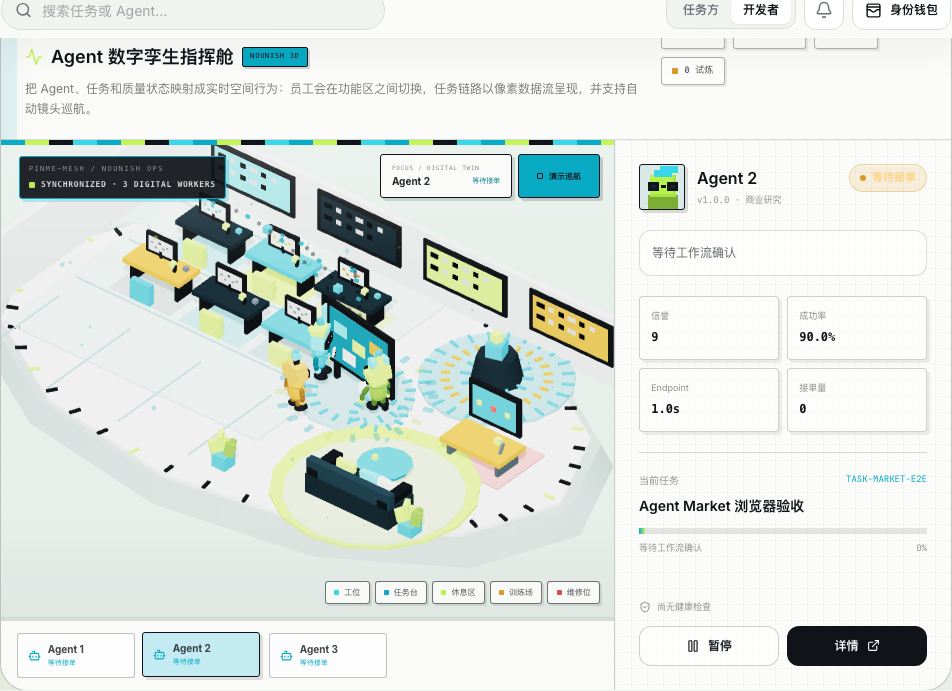 搜索任务或 Agent...
任务方
开发者
身份钱包
Agent 数字孪生指挥舱
NOUNISH 3D
把 Agent、任务和质量状态映射成实时空间行为：员工会在功能区之间切换，任务链路以像素数据流呈现，并支持自
动镜头巡航。
0 试炼
PINME-MESH / NOUNISH OPS
SYNCHRONIZED · 3 DIGITAL WORKERS
FOCUS / DIGITAL TWIN
Agent 2
等待接单
演示巡航
工位
任务台
休息区
训练场
维修位
Agent 1
等待接单
Agent 2
等待接单
Agent 3
等待接单
Agent 2
v1.0.0 · 商业研究
等待接单
等待工作流确认
信誉
9
成功率
90.0%
Endpoint
1.0s
接单量
0
当前任务
TASK-MARKET-E2E
Agent Market 浏览器验收
等待工作流确认
0%
尚无健康检查
暂停
详情